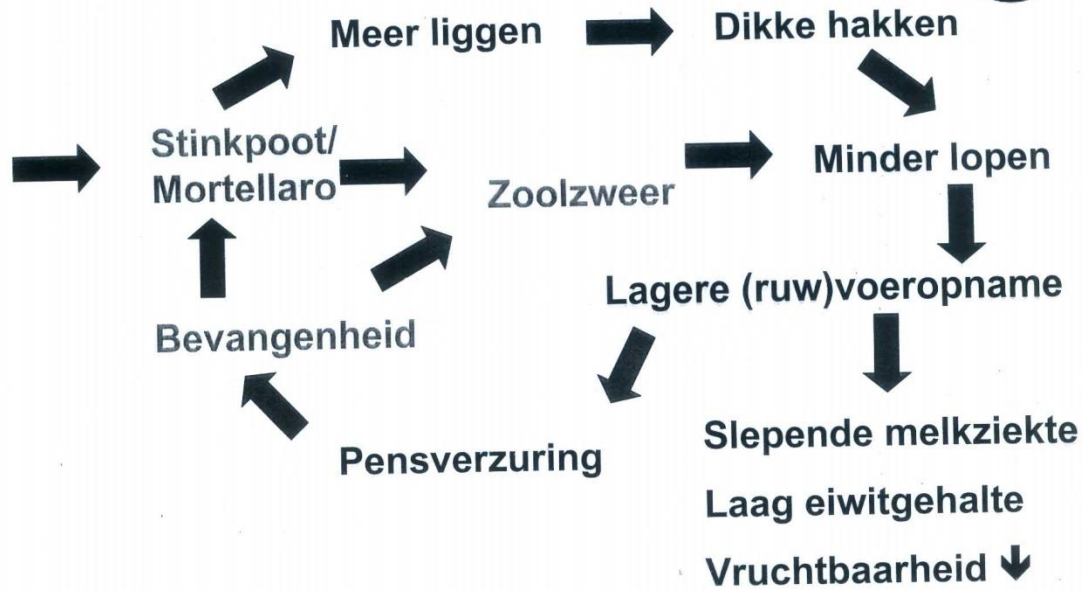 Meer liggen
Dikke hakken
Stinkpoot/
Mortellaro
Zoolzweer
Minder lopen
Lagere (ruw)voeropname
Bevangenheid
Pensverzuring
Slepende melkziekte
Laag eiwitgehalte
Vruchtbaarheid ↓